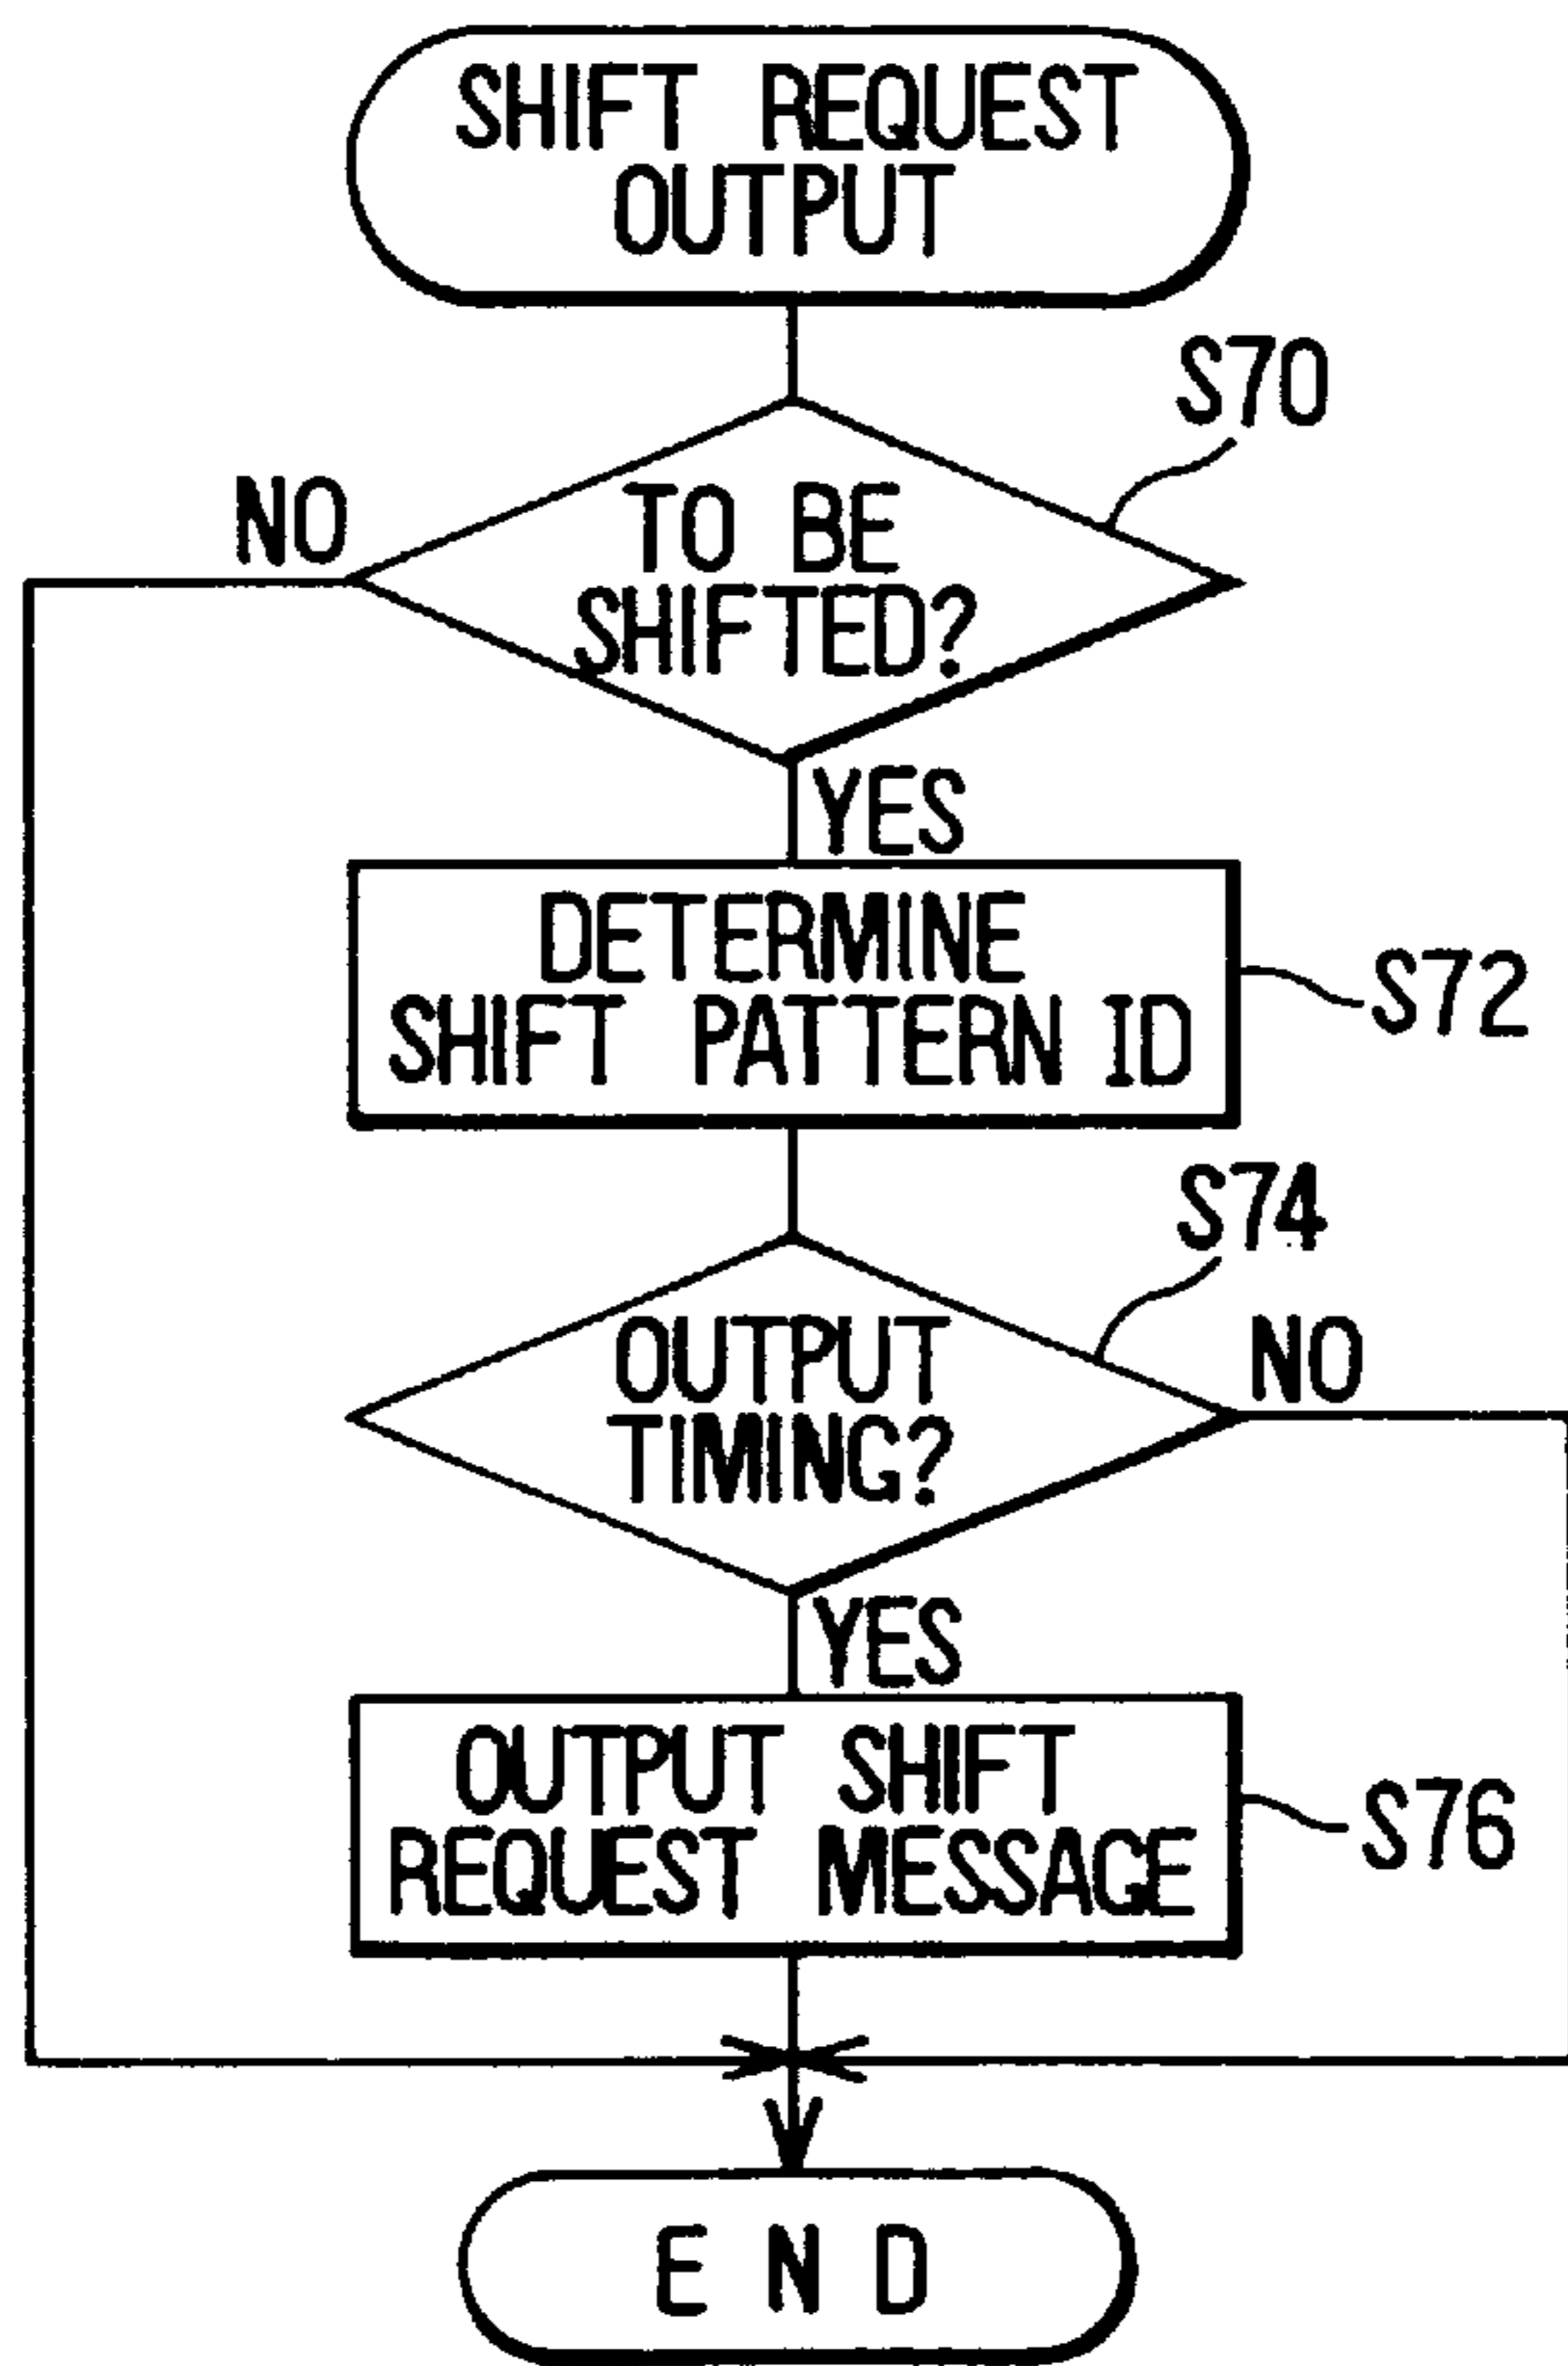 SHIFT REQUEST
OUTPUT
S70
NO
TO BE
SHIFTED?
YES
DETERMINE
SHIFT PATTERN ID
S72
S74
OUTPUT
TIMING?
NO
YES
OUTPUT SHIFT
REQUEST MESSAGE
S76
END